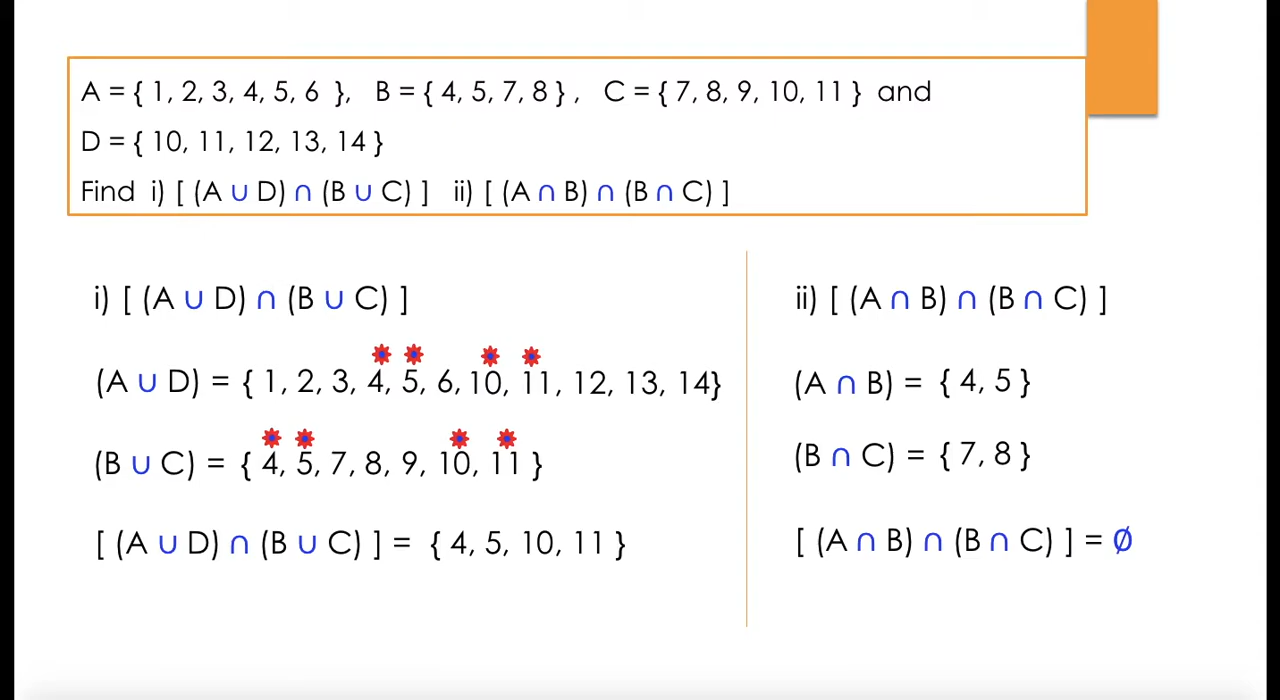 A = { 1, 2, 3, 4, 5, 6 }, B = { 4, 5, 7, 8 } , C = { 7, 8, 9, 10, 11 } and
D = { 10, 11, 12, 13, 14 }
Find i) [ (A ∪ D) ∩ (B ∪ C) ] ii) [ (A ∩ B) ∩ (B ∩ C) ]
i) [ (A ∪ D) ∩ (B ∪ C) ]
(A ∪ D) = { 1, 2, 3, 4, 5, 6, 10, 11, 12, 13, 14}
(B ∪ C) = { 4, 5, 7, 8, 9, 10, 11 }
[ (A ∪ D) ∩ (B ∪ C) ] = { 4, 5, 10, 11 }
ii) [ (A ∩ B) ∩ (B ∩ C) ]
(A ∩ B) = { 4, 5 }
(B ∩ C) = { 7, 8 }
[ (A ∩ B) ∩ (B ∩ C) ] = ∅